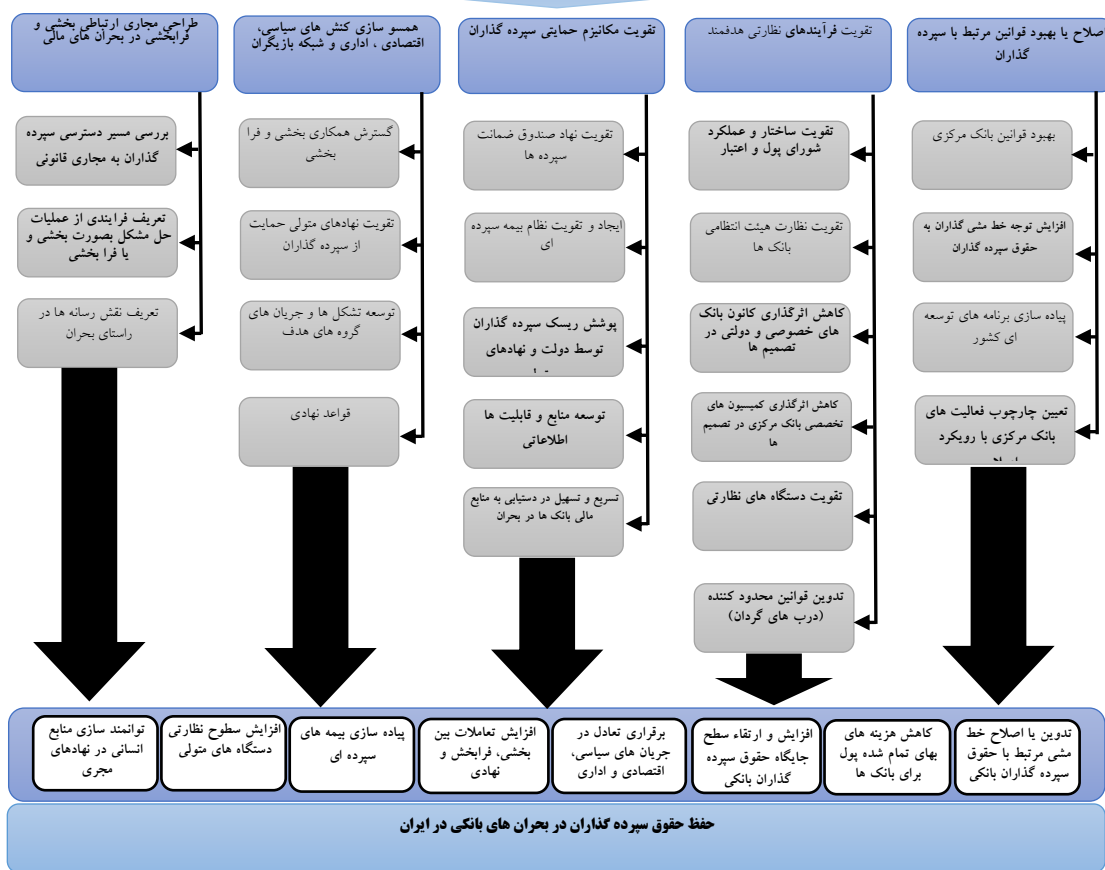 اصلاح یا بهبود قوانین مرتبط با سپرده
گذاران
بهبود قوانین بانک مرکزی
افزایش توجه خط مشی گذاران به
حقوق سپرده گذاران
پیاده سازی برنامه های توسعه
ای کشور
تعیین چارچوب فعالیت های
بانک مرکزی با رویکرد
تقویت فرآیندهای نظارتی هدفمند
تقویت ساختار و عملکرد
شورای پول و اعتبار
تقویت نظارت هیئت انتظامی
بانک ها
کاهش اثرگذاری کانون بانک
های خصوصی و دولتی در
تصمیم ها
کاهش اثرگذاری کمیسیون های
تخصصی بانک مرکزی در تصمیم
ها
تقویت دستگاه های نظارتی
تدوین قوانین محدود کننده
(درب های گردان)
تقویت مکانیزم حمایتی سپرده گذاران
تقویت نهاد صندوق ضمانت
سپرده ها
ایجاد و تقویت نظام بیمه سپرده
ای
پوشش ریسک سپرده گذاران
توسط دولت و نهادهای
توسعه منابع و قابلیت ها
اطلاعاتی
تسریع و تسهیل در دستیابی به منابع
مالی بانک ها در بحران
همسو سازی کنش های سیاسی،
اقتصادی ، اداری و شبکه بازیگران
گسترش همکاری بخشی و فرا
بخشی
تقویت نهادهای متولی حمایت
از سپرده گذاران
توسعه تشکل ها و جریان های
گروه های هدف
قواعد نهادی
طراحی مجاری ارتباطی بخشی و
فرابخشی در بحران های مالی
بررسی مسیر دسترسی سپرده
گذاران به مجاری قانونی
تعریف فرایندی از عملیات
حل مشکل بصورت بخشی و
یا فرا بخشی
تعریف نقش رسانه ها در
راستای بحران
تدوین یا اصلاح خط
مشی مرتبط با حقوق
سپرده گذاران بانکی
کاهش هزینه های
بهای تمام شده پول
برای بانک ها
افزایش و ارتقاء سطح
جایگاه حقوق سپرده
گذاران بانکی
برقراری تعادل در
جریان های سیاسی،
اقتصادی و اداری
افزایش تعاملات بین
بخشی، فرابخش و
نهادی
پیاده سازی بیمه های
سپرده ای
افزایش سطوح نظارتی
دستگاه های متولی
توانمند سازی منابع
انسانی در نهادهای
مجری
حفظ حقوق سپرده گذاران در بحران های بانکی در ایران